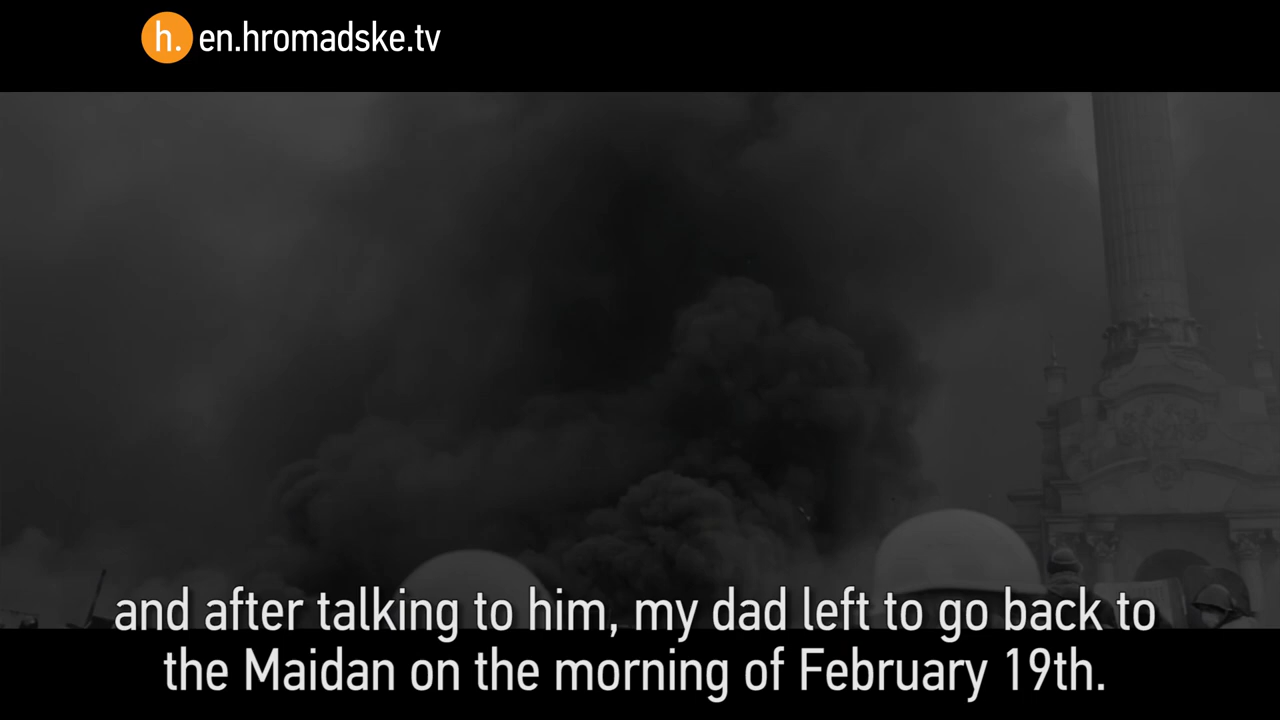 h. en.hromadske.tv
and after talking to him, my dad left to go back to
the Maidan on the morning of February 19th.